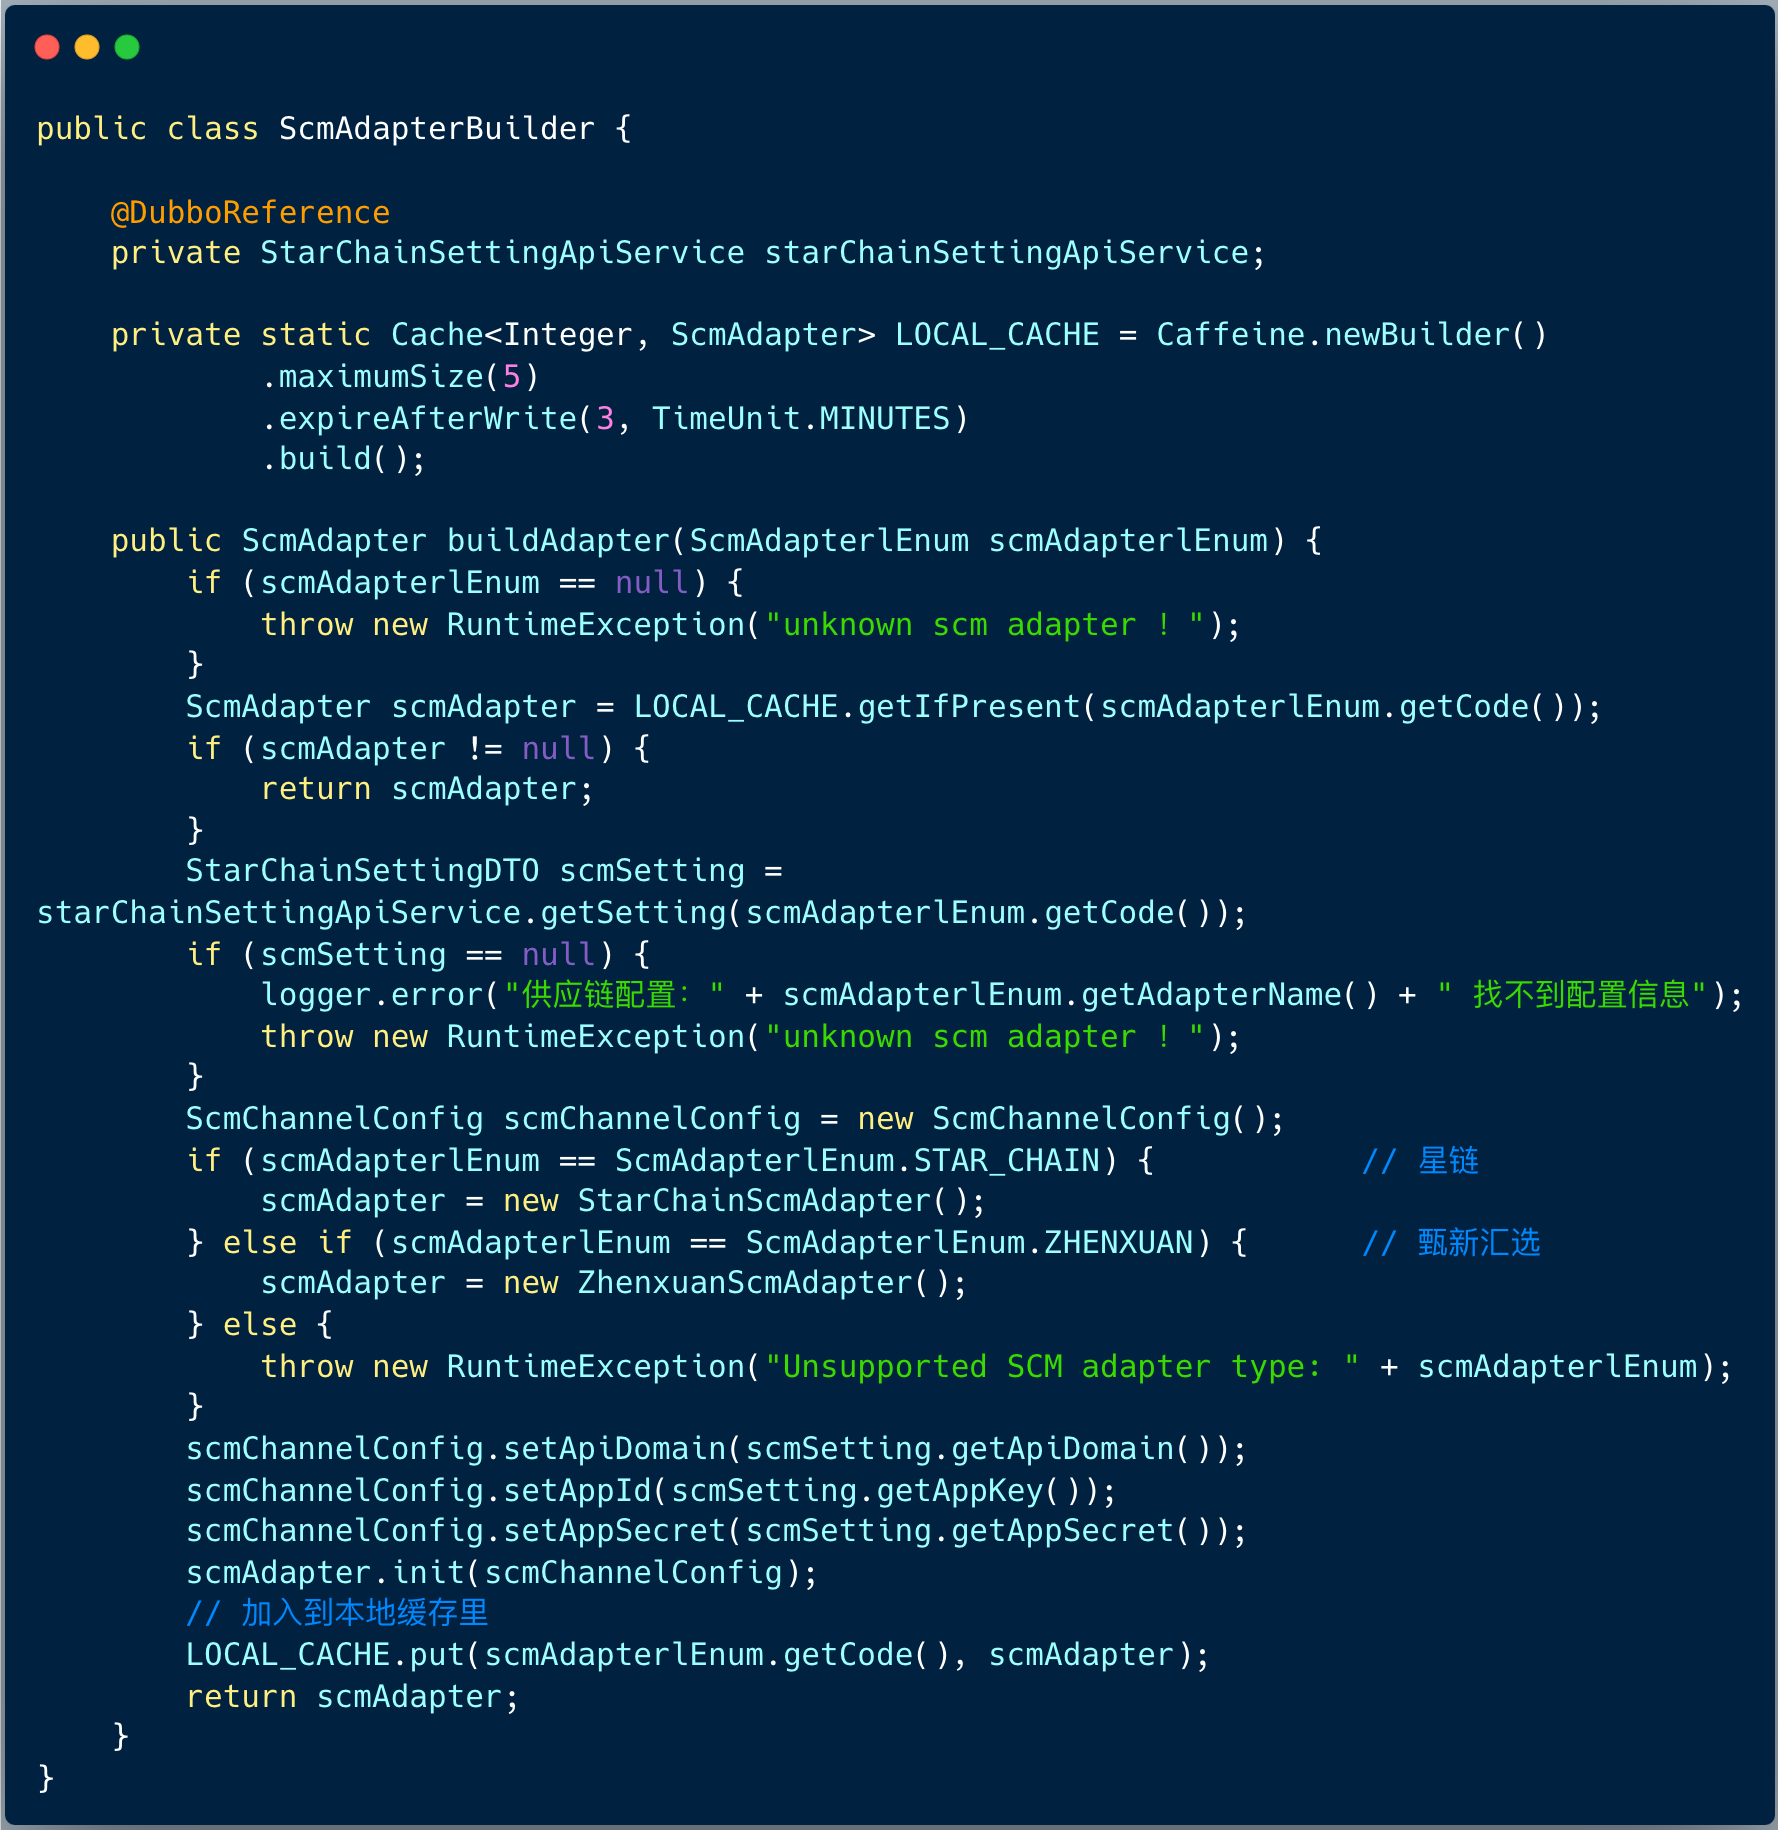 public class ScmAdapterBuilder {
    @DubboReference
    private StarChainSettingApiService starChainSettingApiService;
    private static Cache<Integer, ScmAdapter> LOCAL_CACHE = Caffeine.newBuilder()
            .maximumSize(5)
            .expireAfterWrite(3, TimeUnit.MINUTES)
            .build();
    public ScmAdapter buildAdapter(ScmAdapterlEnum scmAdapterlEnum) {
        if (scmAdapterlEnum == null) {
            throw new RuntimeException("unknown scm adapter ! ");
        }
        ScmAdapter scmAdapter = LOCAL_CACHE.getIfPresent(scmAdapterlEnum.getCode());
        if (scmAdapter != null) {
            return scmAdapter;
        }
        StarChainSettingDTO scmSetting =
starChainSettingApiService.getSetting(scmAdapterlEnum.getCode());
        if (scmSetting == null) {
            logger.error("供应链配置: " + scmAdapterlEnum.getAdapterName() + " 找不到配置信息");
            throw new RuntimeException("unknown scm adapter ! ");
        }
        ScmChannelConfig scmChannelConfig = new ScmChannelConfig();
        if (scmAdapterlEnum == ScmAdapterlEnum.STAR_CHAIN) {           // 星链
            scmAdapter = new StarChainScmAdapter();
        } else if (scmAdapterlEnum == ScmAdapterlEnum.ZHENXUAN) {      // 甄新汇选
            scmAdapter = new ZhenxuanScmAdapter();
        } else {
            throw new RuntimeException("Unsupported SCM adapter type: " + scmAdapterlEnum);
        }
        scmChannelConfig.setApiDomain(scmSetting.getApiDomain());
        scmChannelConfig.setAppId(scmSetting.getAppKey());
        scmChannelConfig.setAppSecret(scmSetting.getAppSecret());
        scmAdapter.init(scmChannelConfig);
        // 加入到本地缓存里
        LOCAL_CACHE.put(scmAdapterlEnum.getCode(), scmAdapter);
        return scmAdapter;
    }
}